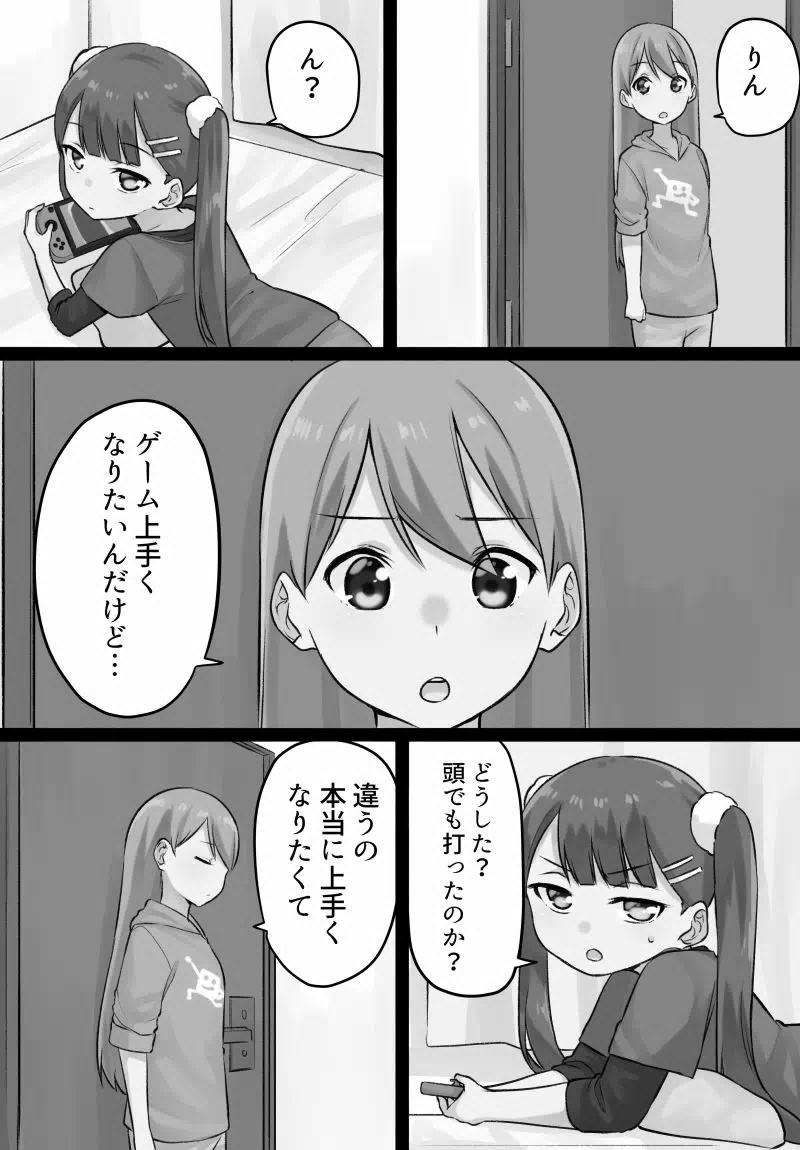 りん
ん？
ゲーム上手く
なりたいんだけど…
どうした？
頭でも打ったのか？
違うの
本当に上手く
なりたくて